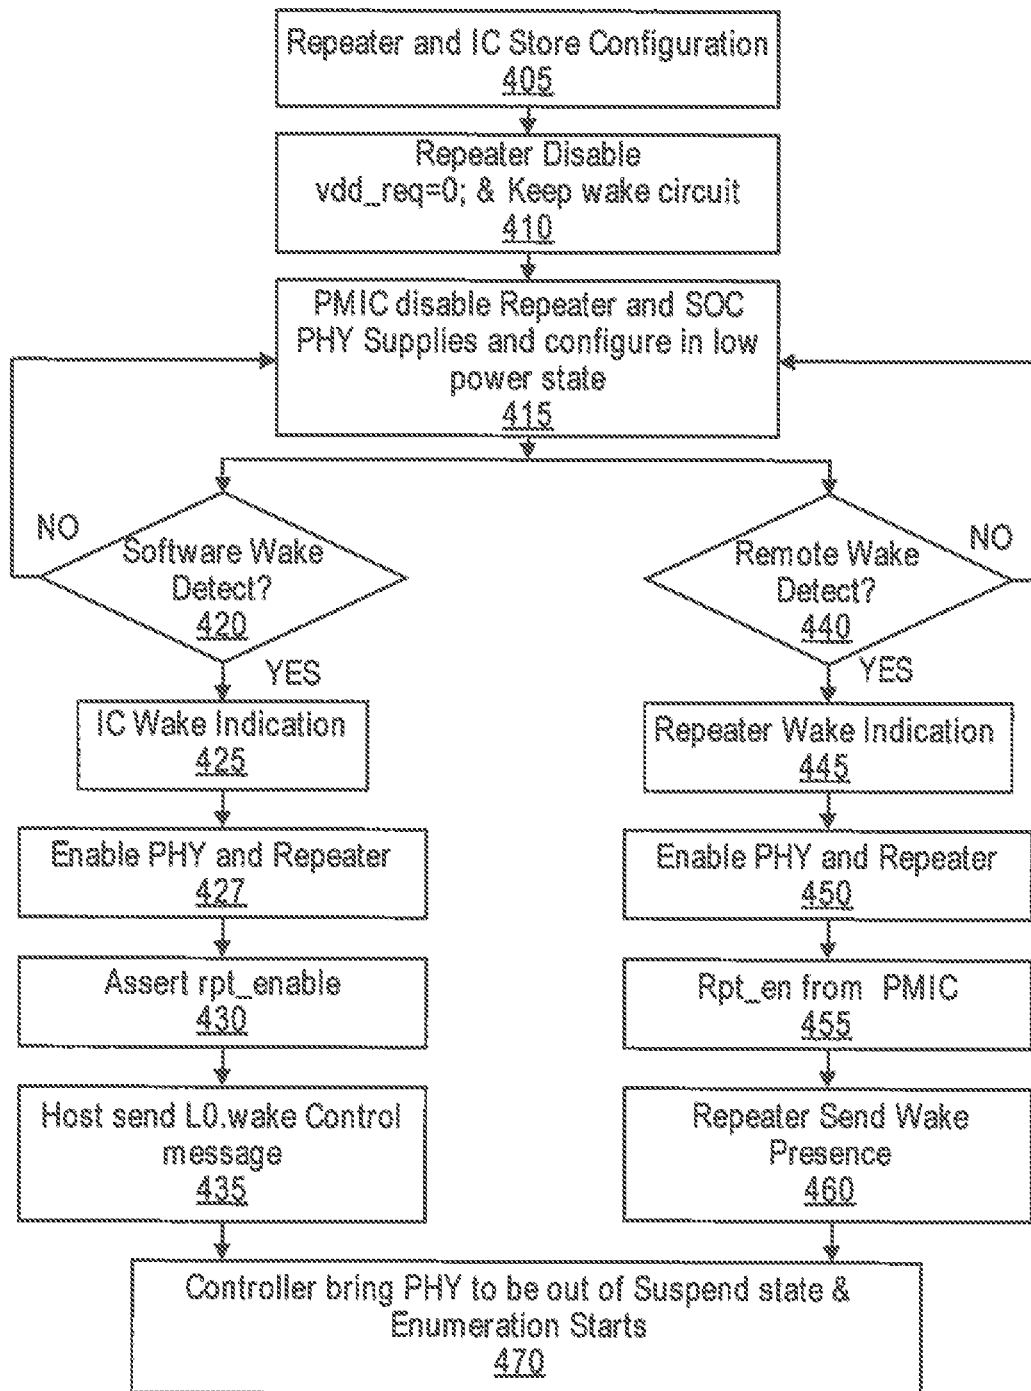 Repeater and IC Store Configuration
405
Repeater Disable
vdd_req=0; & Keep wake circuit
410
PMIC disable Repeater and SOC
PHY Supplies and configure in low
power state
415
NO
Software Wake
Detect?
420
YES
IC Wake Indication
425
Enable PHY and Repeater
427
Assert rpt_enable
430
Host send L0.wake Control
message
435
NO
Remote Wake
Detect?
440
YES
Repeater Wake Indication
445
Enable PHY and Repeater
450
Rpt_en from PMIC
455
Repeater Send Wake
Presence
460
Controller bring PHY to be out of Suspend state &
Enumeration Starts
470